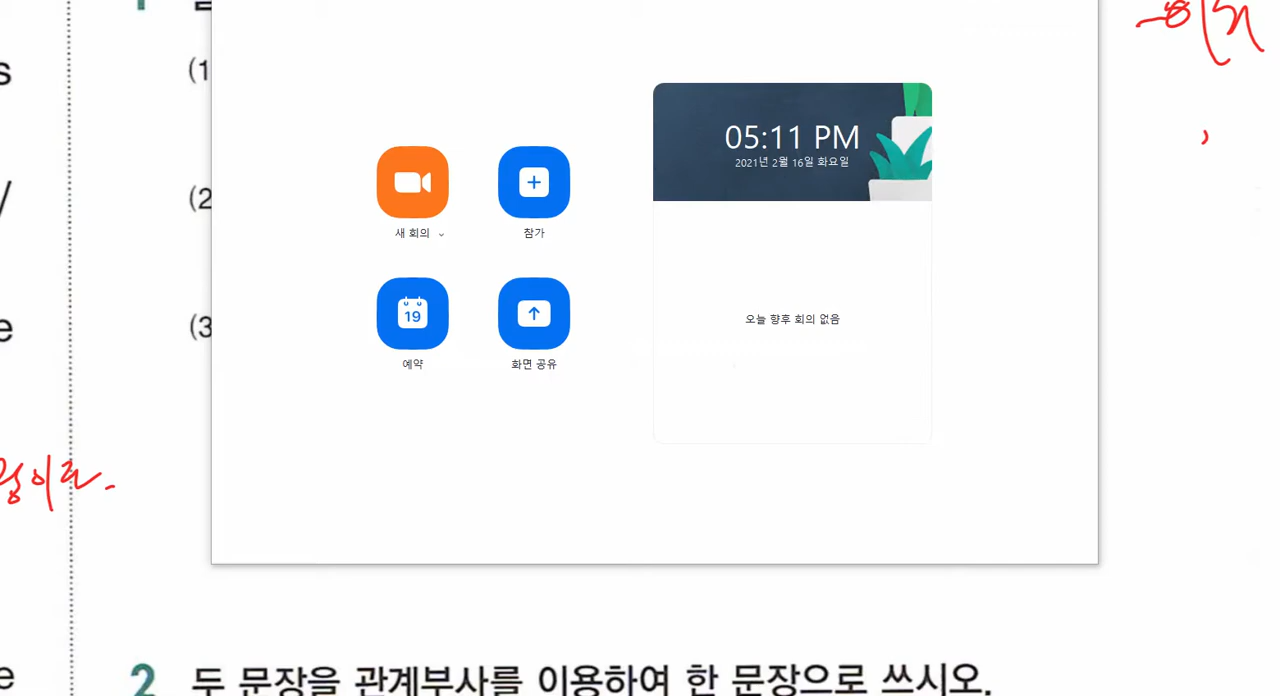 (1
(2
(3
05:11 PM
2021년 2월 16일 화요일
새 회의
참가
19
예약
화면 공유
오늘 향후 회의 없음
2 두 문장을 관계부사를 이용하여 한 문장으로 쓰시오.